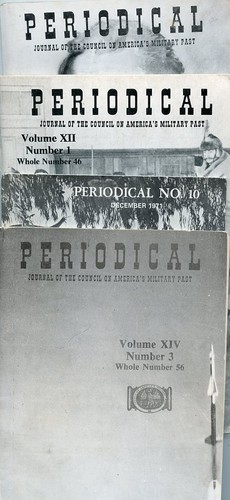 PERIODICAL
JOURNAL OF THE COUNCIL ON AMERICA'S MILITARY PAST
PERIODICAL
JOURNAL OF THE COUNCIL ON AMERICA'S MILITARY PAST
Volume XII
Number 1
Whole Number 46
PERIODICAL NO. 10
DECEMBER 1971
PERIODICAL
JOURNAL OF THE COUNCIL ON AMERICA'S MILITARY PAST
Volume XIV
Number 3
Whole Number 56